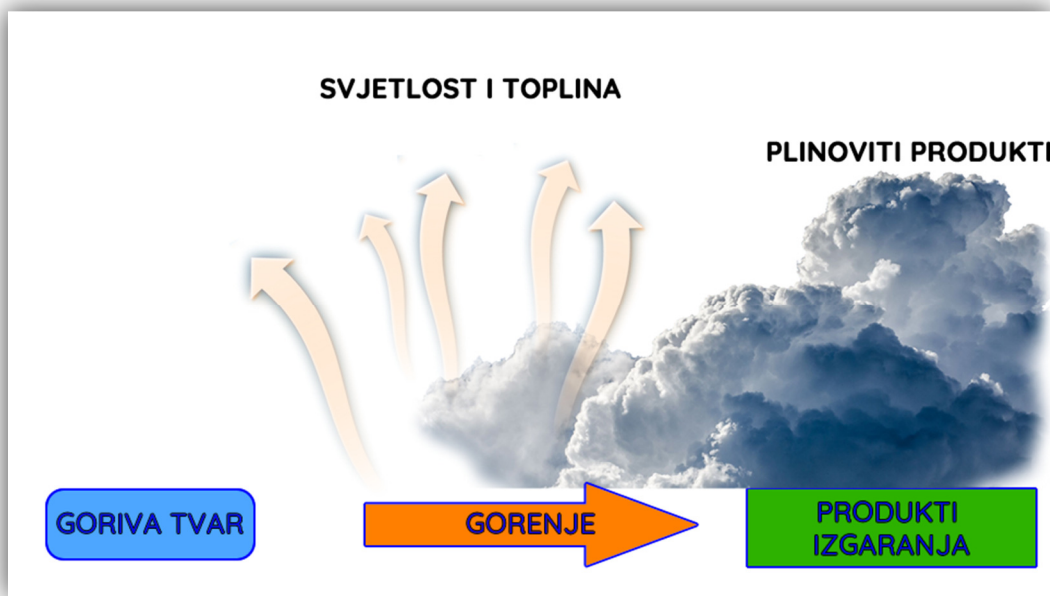 SVJETLOST I TOPLINA
PLINOVITI PRODUKTI
GORIVA TVAR
GORENJE
PRODUKTI
IZGARANJA